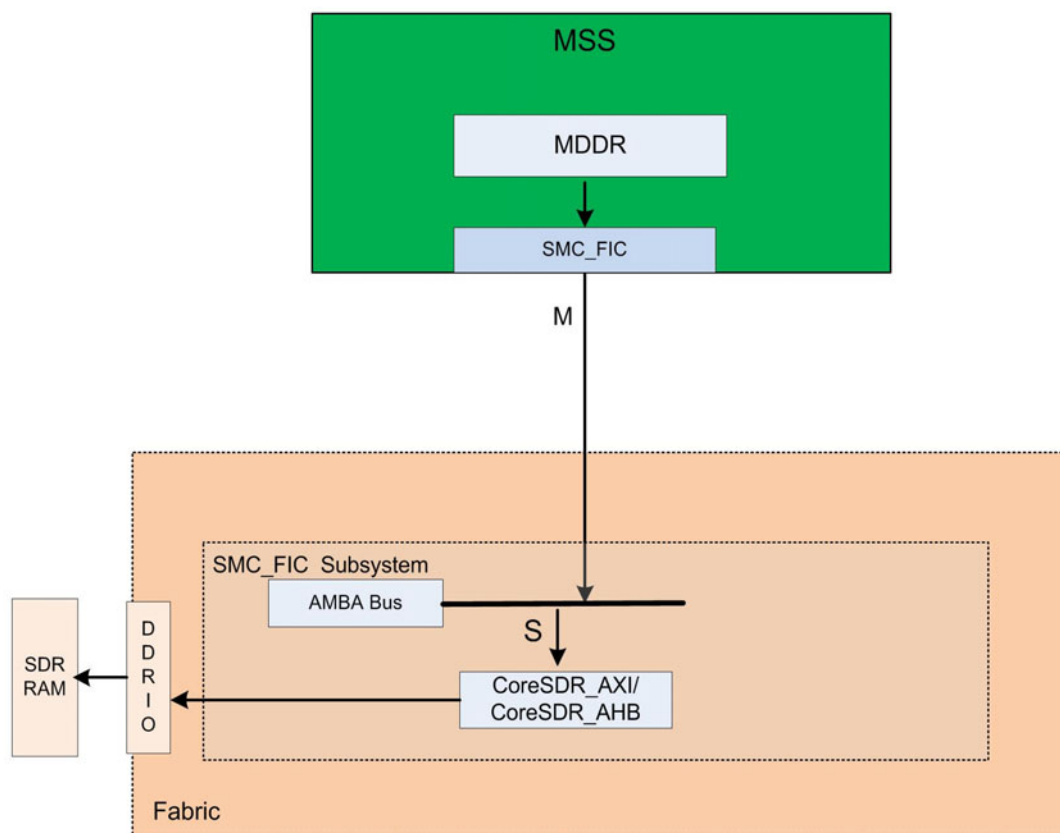 MSS
MDDR
SMC_FIC
M
SMC_FIC Subsystem
AMBA Bus
S
CoreSDR_AXI/
CoreSDR_AHB
D
D
R
I
O
SDR
RAM
Fabric